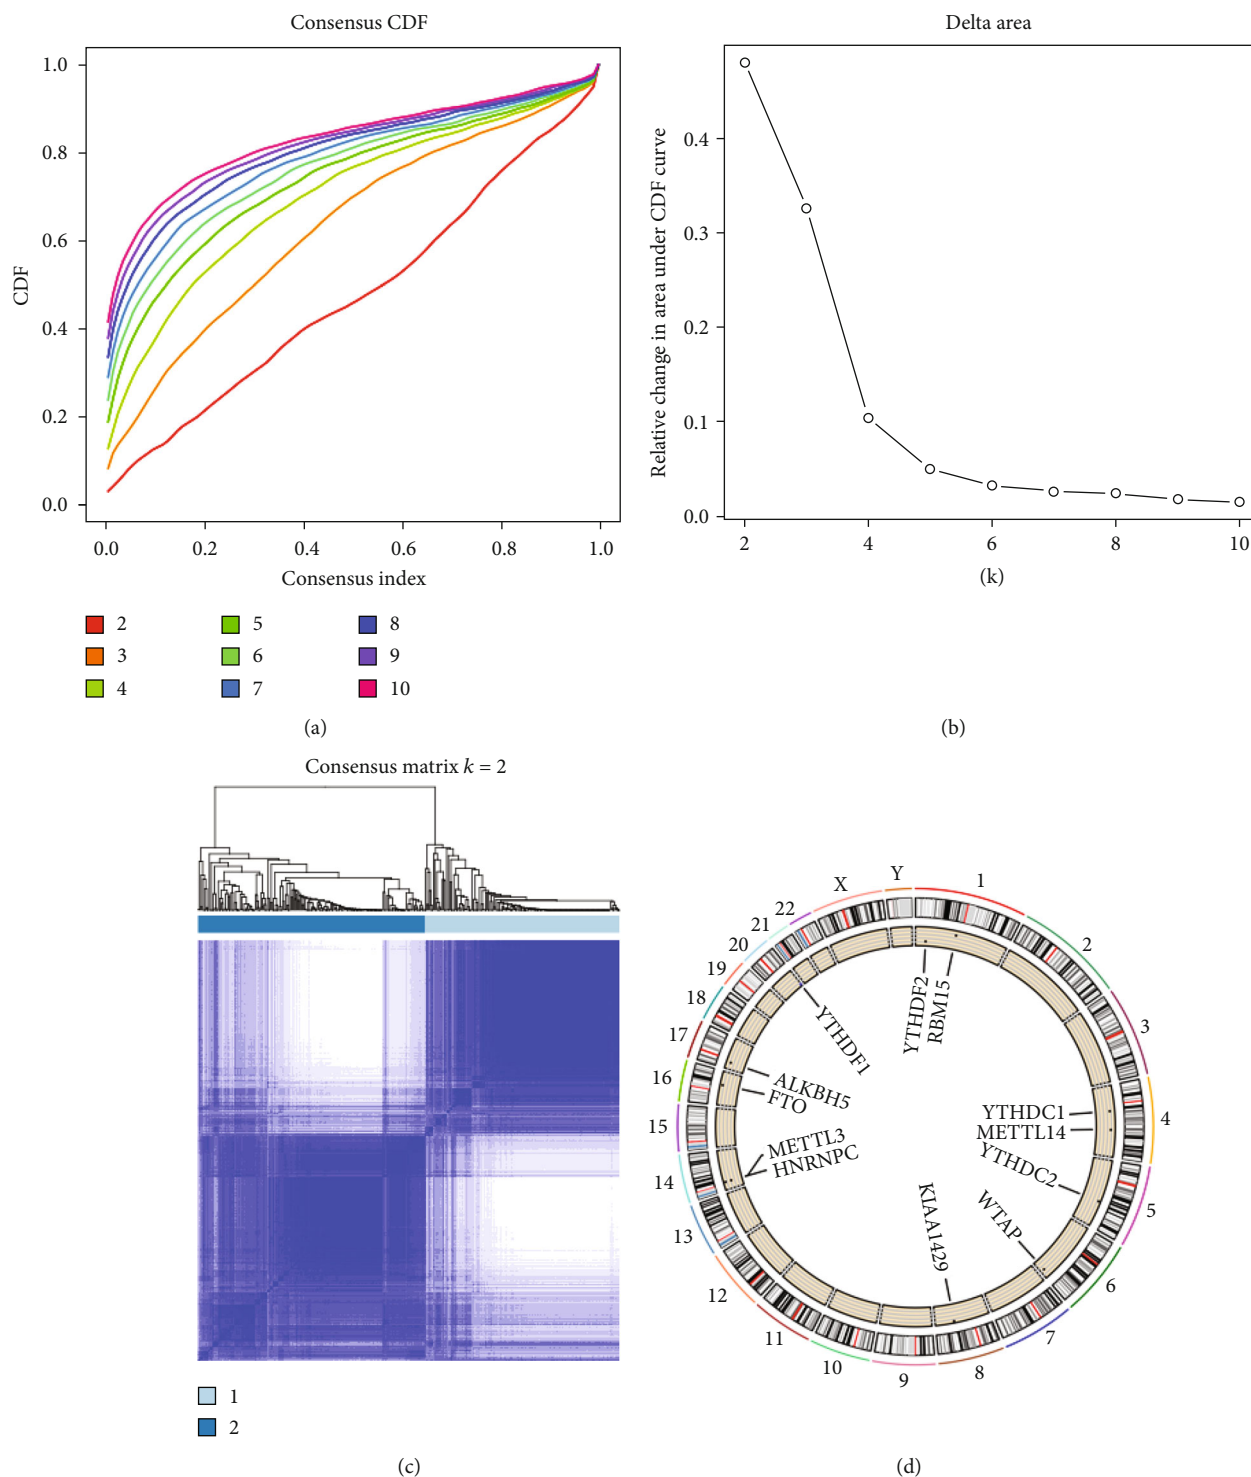 Consensus CDF
1.0
0.8
0.6
0.4
0.2
0.0
CDF
0.0 0.2 0.4 0.6 0.8 1.0
Consensus index
2 5 8
3 6 9
4 7 10
(a)
Delta area
0.4
0.3
0.2
0.1
0.0
Relative change in area under CDF curve
2 4 6 8 10
(k)
(b)
Consensus matrix k = 2
1
2
(c)
1
2
3
4
5
6
7
8
9
10
11
12
13
14
15
16
17
18
19
20
21
22
X
Y
YTHDF2
RBM15
YTHDC1
METTL14
YTHDC2
WTAP
KIAA1429
METTL3
HNRNPC
ALKBH5
FTO
YTHDF1
(d)